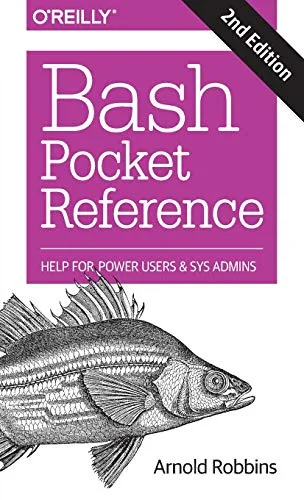 O'REILLY®
2nd Edition
Bash
Pocket
Reference
HELP FOR POWER USERS & SYS ADMINS
Arnold Robbins